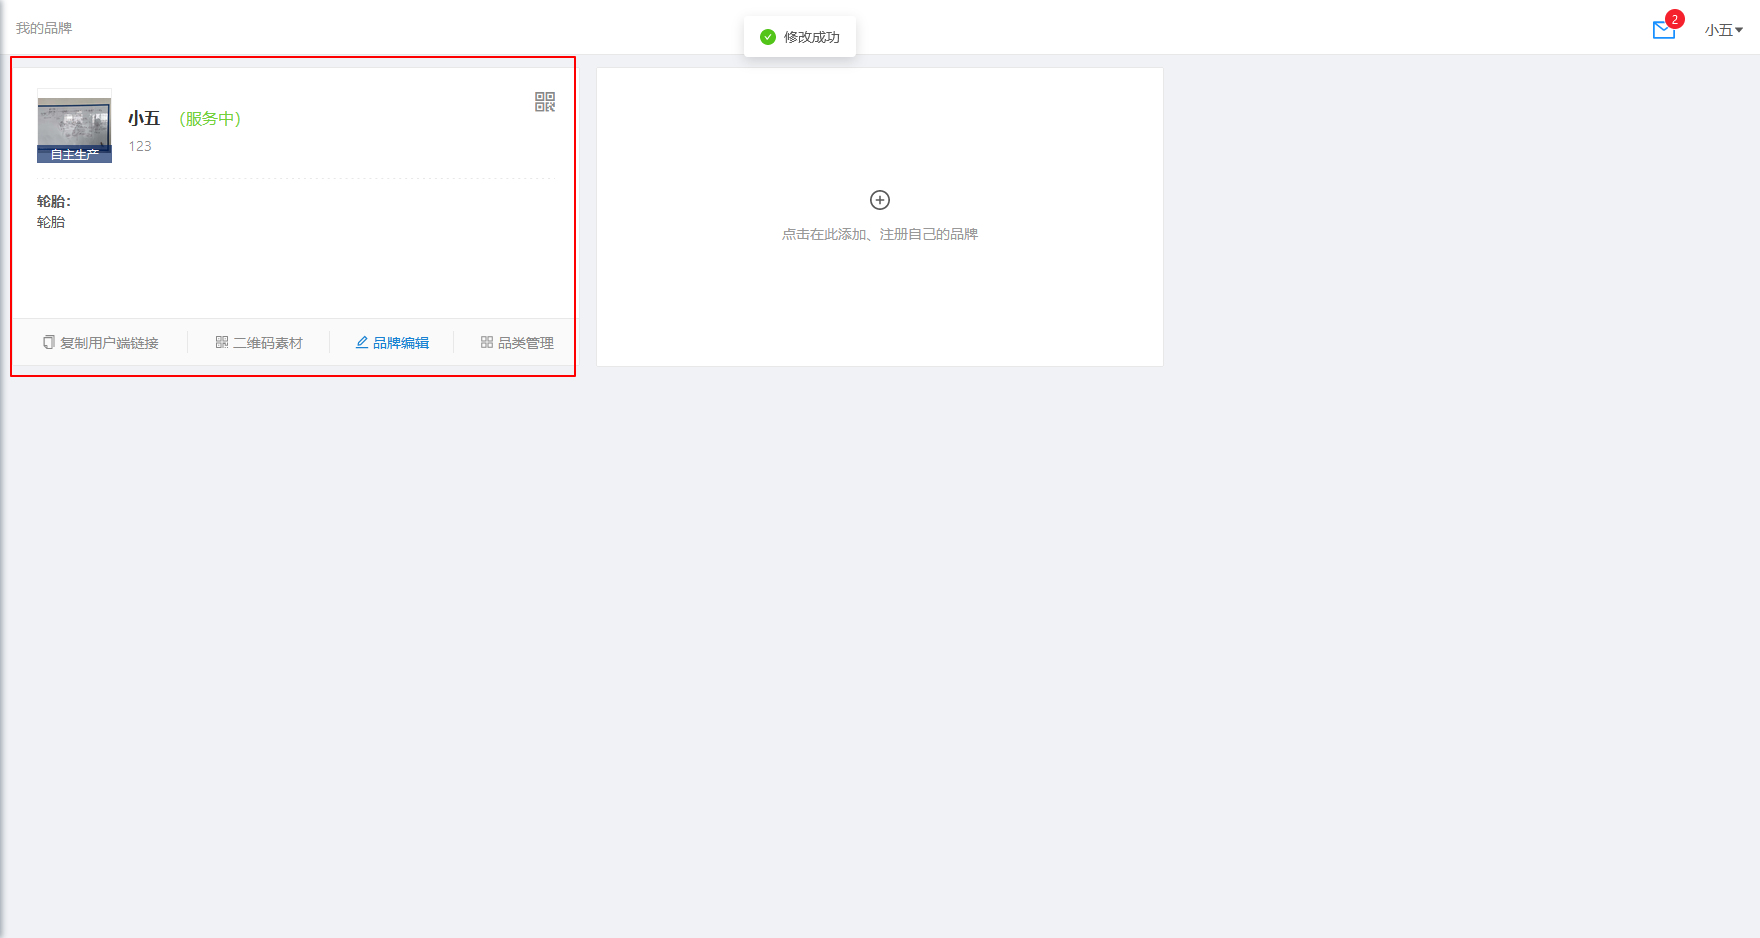 我的品牌
修改成功
2
小五
小五 （服务中）
123
自主生产
轮胎：
轮胎
复制用户端链接
二维码素材
品牌编辑
品类管理
点击在此添加、注册自己的品牌